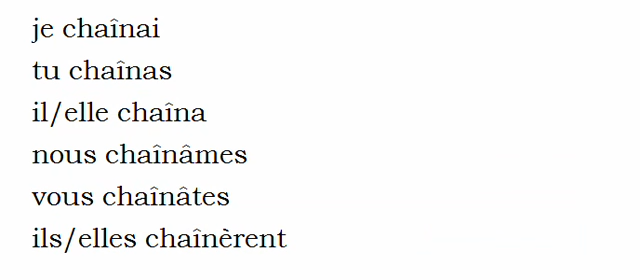 je chaînai
tu chaînas
il/elle chaîna
nous chaînâmes
vous chaînâtes
ils/elles chaînèrent